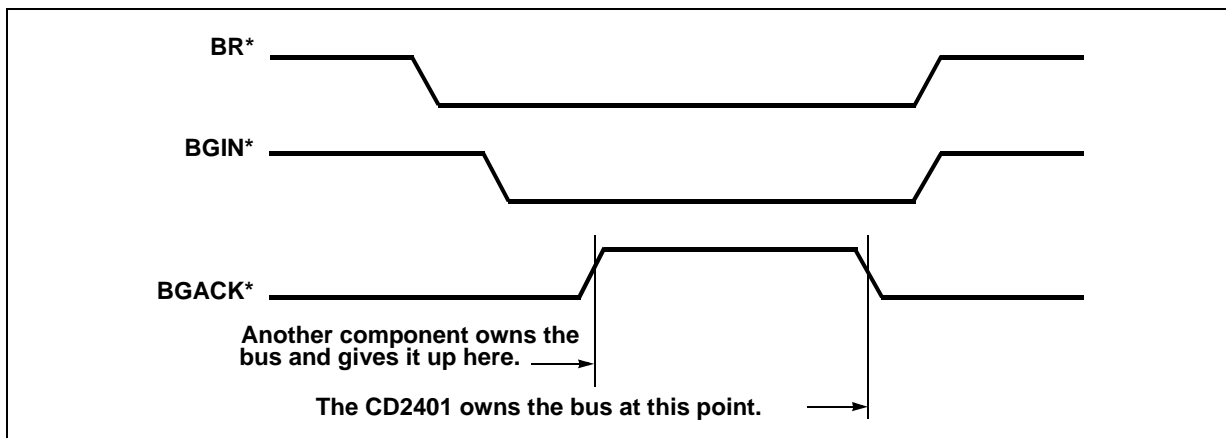 BR*
BGIN*
BGACK*
Another component owns the
bus and gives it up here.
The CD2401 owns the bus at this point.